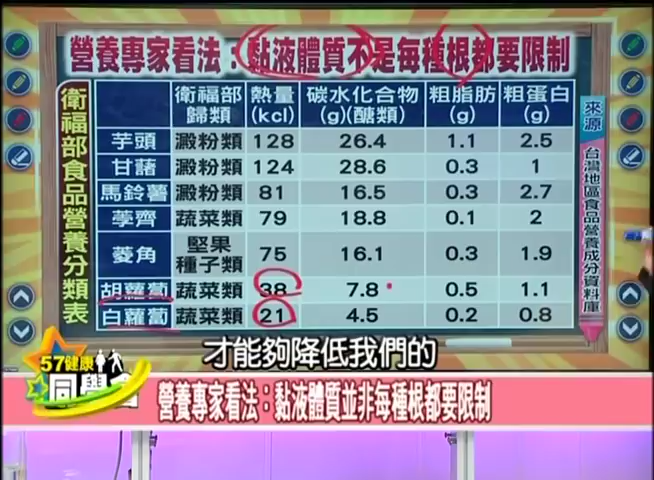 營養專家看法：黏液體質不是每種根都要限制
衛福部食品營養分類表
衛福部歸類 熱量(kcl) 碳水化合物(g)(醣類) 粗脂肪(g) 粗蛋白(g)
芋頭 澱粉類 128 26.4 1.1 2.5
甘藷 澱粉類 124 28.6 0.3 1
馬鈴薯 澱粉類 81 16.5 0.3 2.7
荸薺 蔬菜類 79 18.8 0.1 2
菱角 堅果種子類 75 16.1 0.3 1.9
胡蘿蔔 蔬菜類 38 7.8 0.5 1.1
白蘿蔔 蔬菜類 21 4.5 0.2 0.8
來源 台灣地區食品營養成分資料庫
才能夠降低我們的
57健康
同學會
營養專家看法：黏液體質並非每種根都要限制